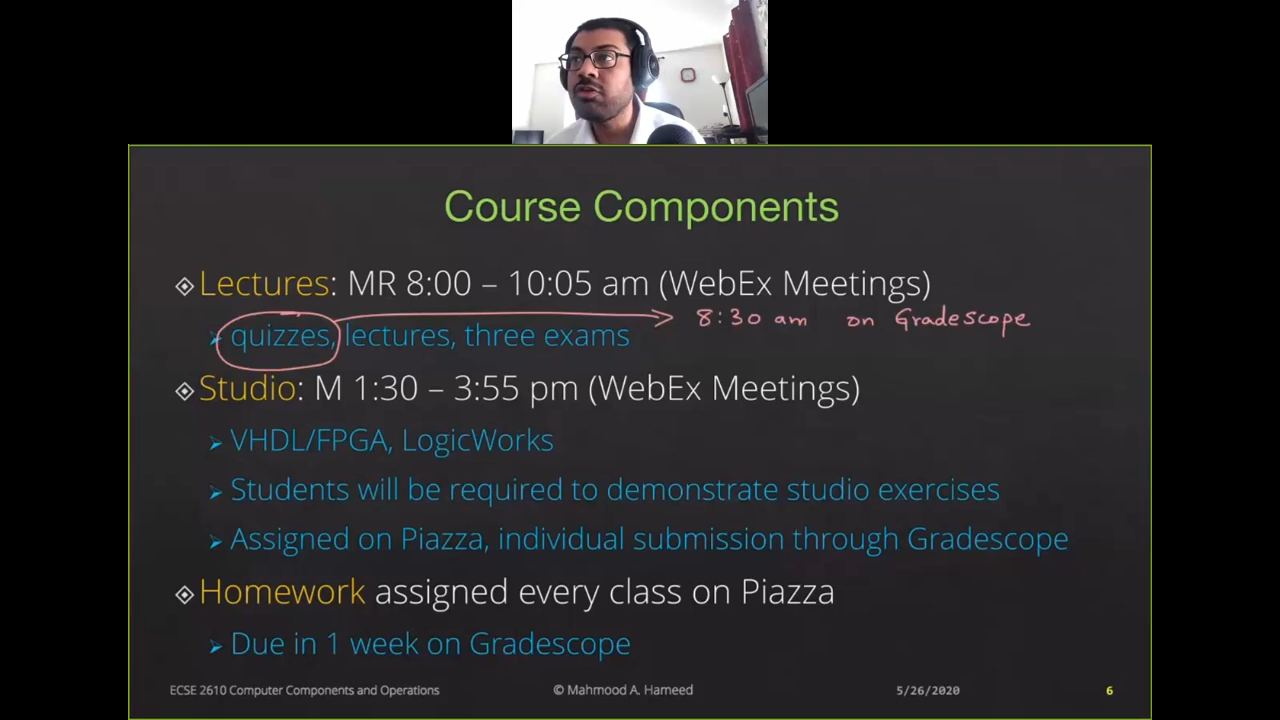 Course Components
Lectures: MR 8:00 – 10:05 am (WebEx Meetings)
quizzes, lectures, three exams
8:30 am on Gradescope
Studio: M 1:30 – 3:55 pm (WebEx Meetings)
VHDL/FPGA, LogicWorks
Students will be required to demonstrate studio exercises
Assigned on Piazza, individual submission through Gradescope
Homework assigned every class on Piazza
Due in 1 week on Gradescope
ECSE 2610 Computer Components and Operations © Mahmood A. Hameed 5/26/2020 6